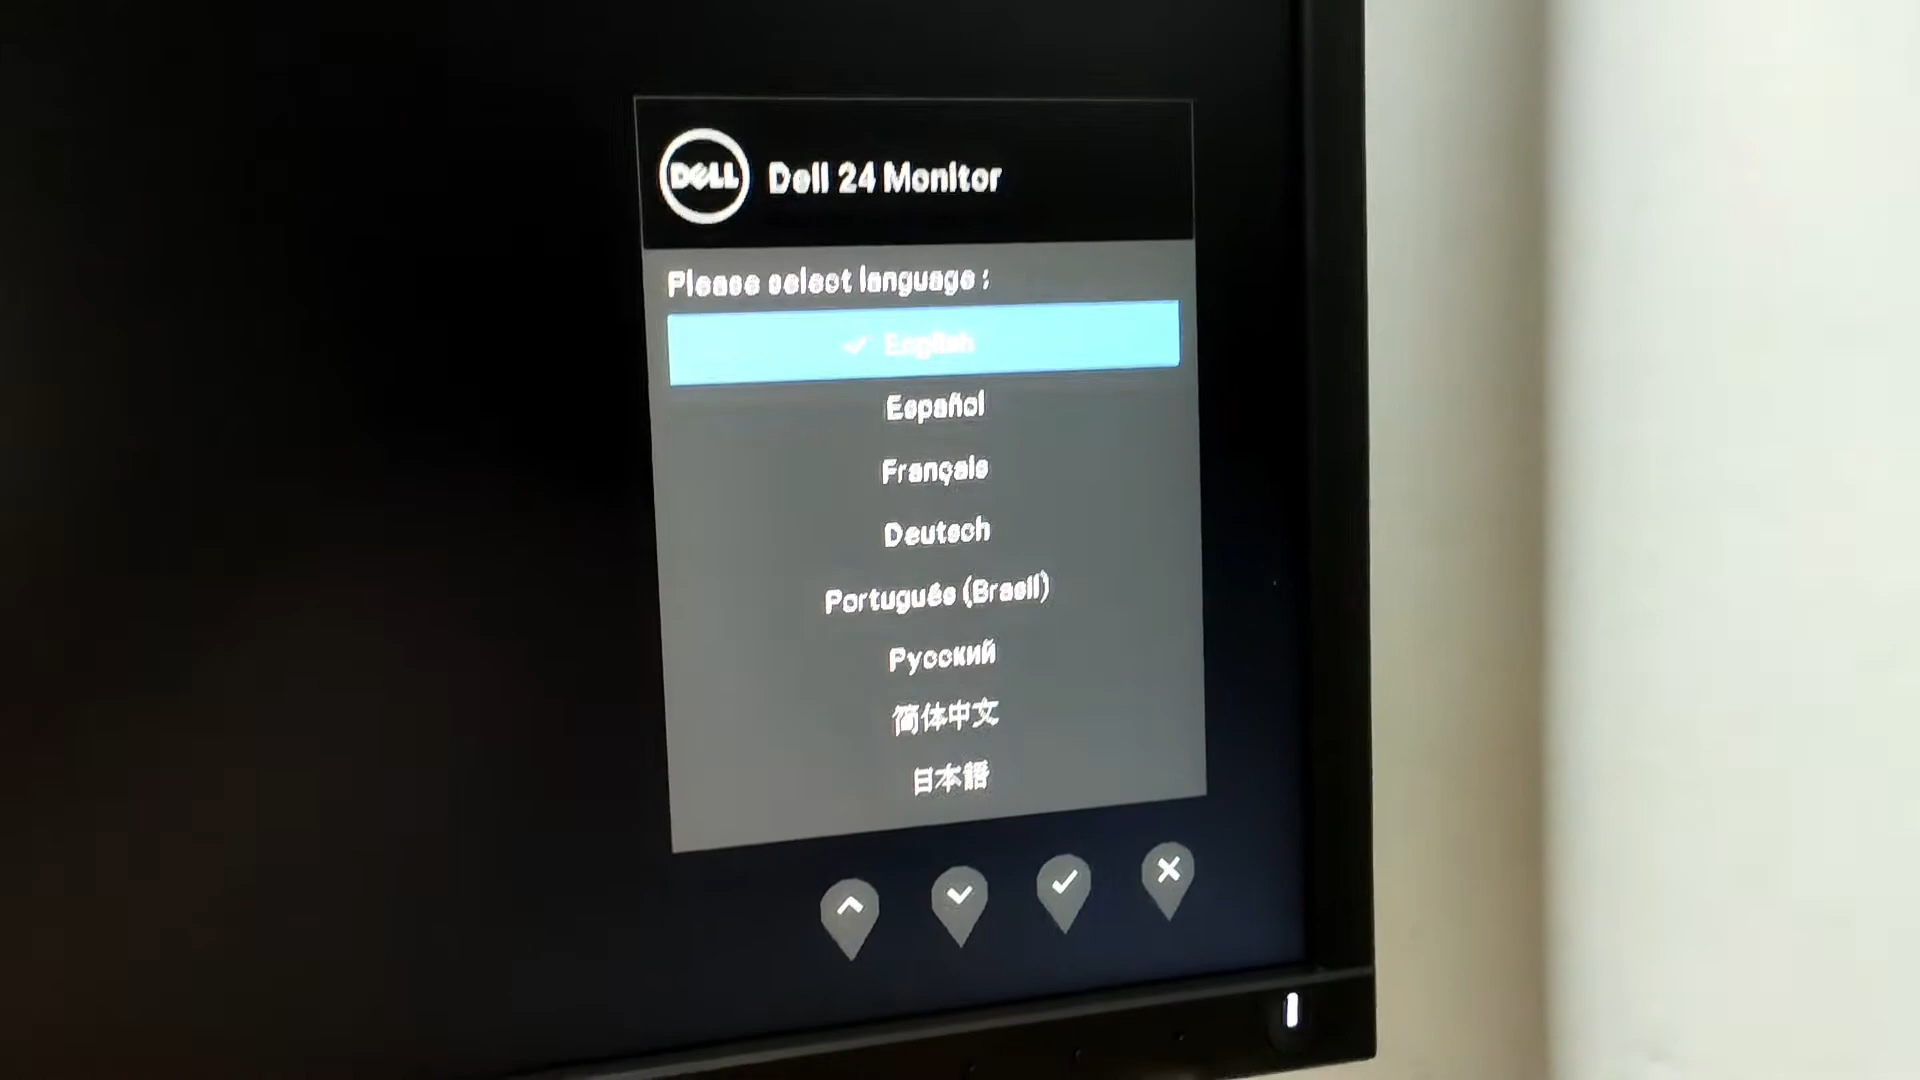 DELL Dell 24 Monitor
Please select language :
English
Español
Français
Deutsch
Português (Brasil)
Русский
简体中文
日本語